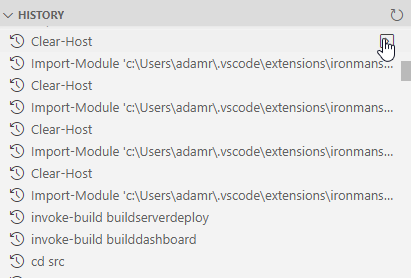 HISTORY
Clear-Host
Import-Module 'c:\Users\adamr\.vscode\extensions\ironmans...
Clear-Host
Import-Module 'c:\Users\adamr\.vscode\extensions\ironmans...
Clear-Host
Import-Module 'c:\Users\adamr\.vscode\extensions\ironmans...
Clear-Host
Import-Module 'c:\Users\adamr\.vscode\extensions\ironmans...
invoke-build buildserverdeploy
invoke-build builddashboard
cd src